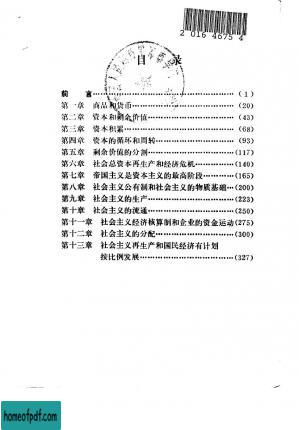 2 016 4675 4
目 录
前 言 (1)
第一章 商品和货币 (20)
第二章 资本和剩余价值 (43)
第三章 资本积累 (68)
第四章 资本的循环和周转 (93)
第五章 剩余价值的分割 (117)
第六章 社会总资本再生产和经济危机 (140)
第七章 帝国主义是资本主义的最高阶段 (165)
第八章 社会主义公有制和社会主义的物质基础 (200)
第九章 社会主义的生产 (223)
第十章 社会主义的流通 (250)
第十一章 社会主义经济核算制和企业的资金运动 (275)
第十二章 社会主义的分配 (300)
第十三章 社会主义再生产和国民经济有计划
按比例发展 (327)
homeofpdf.com
homeofpdf.com